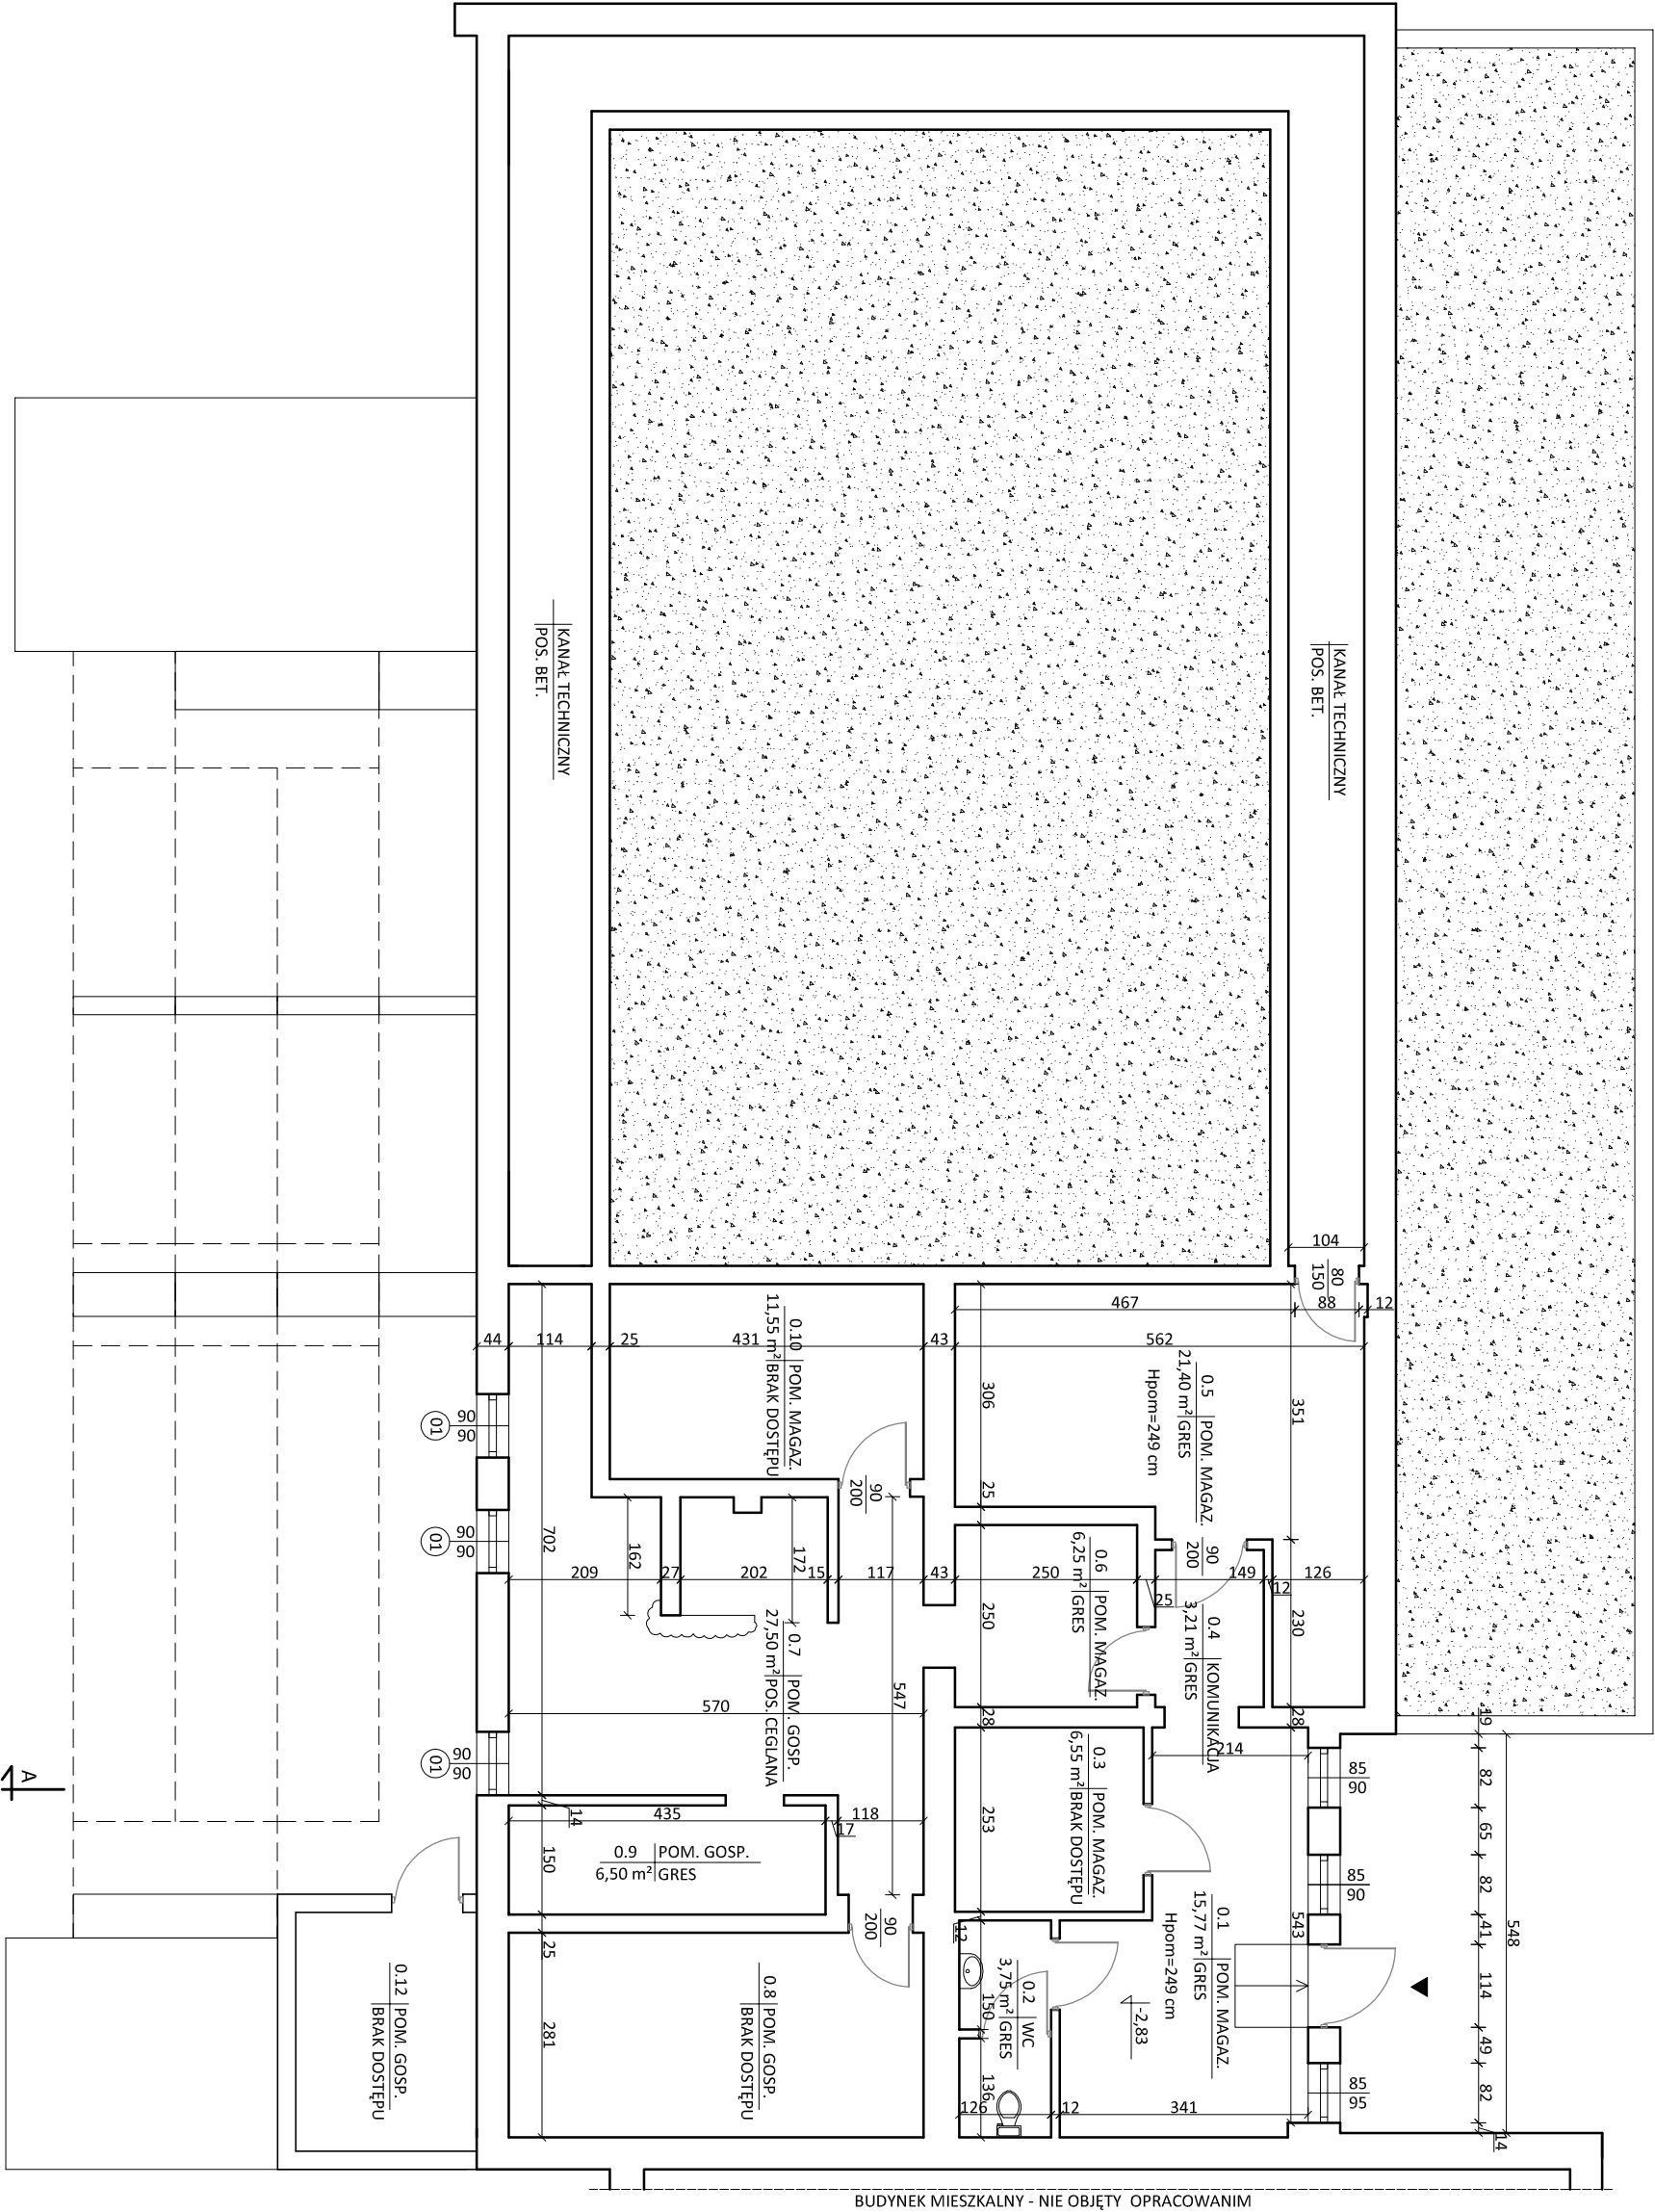 KANAŁ TECHNICZNY
POS. BET.
KANAŁ TECHNICZNY
POS. BET.
104
80
150
467
88
12
44
114
25
431
43
562
0.10 POM. MAGAZ.
11,55 m² BRAK DOSTĘPU
0.5 POM. MAGAZ.
21,40 m² GRES
Hpom=249 cm
306
351
25
90
90
01
90
200
90
200
90
90
01
702
162
172
209
27
202
15
117
43
250
25
149
12
126
0.6 POM. MAGAZ.
6,25 m² GRES
0.4 KOMUNIKACJA
3,21 m² GRES
250
230
0.7 POM. GOSP.
27,50 m² POS. CEGLANA
547
570
28
28
19
90
90
01
0.3 POM. MAGAZ.
6,55 m² BRAK DOSTĘPU
214
85
90
82
548
A
14
435
118
17
253
65
150
0.9 POM. GOSP.
6,50 m² GRES
85
90
82
41
90
200
12
543
0.1 POM. MAGAZ.
15,77 m² GRES
Hpom=249 cm
25
0.12 POM. GOSP.
BRAK DOSTĘPU
0.8 POM. GOSP.
BRAK DOSTĘPU
0.2 WC
3,75 m² GRES
150
-2,83
114
49
281
136
126
12
341
85
95
82
14
BUDYNEK MIESZKALNY - NIE OBJĘTY OPRACOWANIM